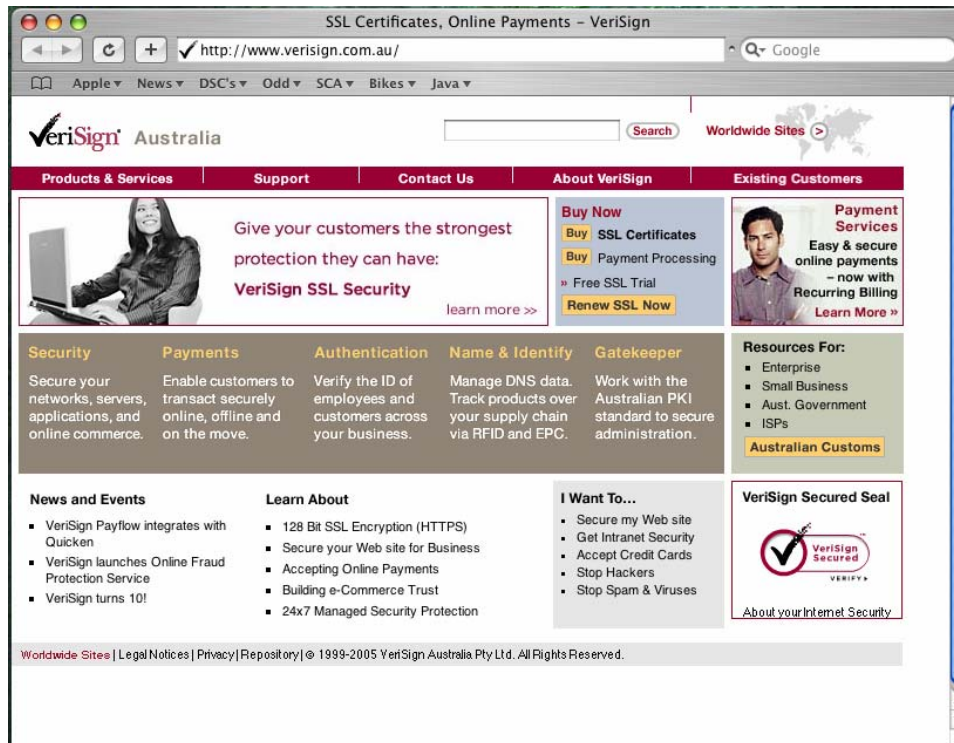 SSL Certificates, Online Payments – VeriSign
http://www.verisign.com.au/
Google
Apple News DSC's Odd SCA Bikes Java
VeriSign Australia
Search
Worldwide Sites >
Products & Services Support Contact Us About VeriSign Existing Customers
Give your customers the strongest
protection they can have:
VeriSign SSL Security
learn more >>
Buy Now
Buy SSL Certificates
Buy Payment Processing
» Free SSL Trial
Renew SSL Now
Payment
Services
Easy & secure
online payments
– now with
Recurring Billing
Learn More »
Security
Secure your
networks, servers,
applications, and
online commerce.
Payments
Enable customers to
transact securely
online, offline and
on the move.
Authentication
Verify the ID of
employees and
customers across
your business.
Name & Identify
Manage DNS data.
Track products over
your supply chain
via RFID and EPC.
Gatekeeper
Work with the
Australian PKI
standard to secure
administration.
Resources For:
Enterprise
Small Business
Aust. Government
ISPs
Australian Customs
News and Events
VeriSign Payflow integrates with
Quicken
VeriSign launches Online Fraud
Protection Service
VeriSign turns 10!
Learn About
128 Bit SSL Encryption (HTTPS)
Secure your Web site for Business
Accepting Online Payments
Building e-Commerce Trust
24x7 Managed Security Protection
I Want To...
Secure my Web site
Get Intranet Security
Accept Credit Cards
Stop Hackers
Stop Spam & Viruses
VeriSign Secured Seal
VeriSign
Secured
™
VERIFY
About your Internet Security
Worldwide Sites | Legal Notices | Privacy | Repository | © 1999-2005 VeriSign Australia Pty Ltd. All Rights Reserved.